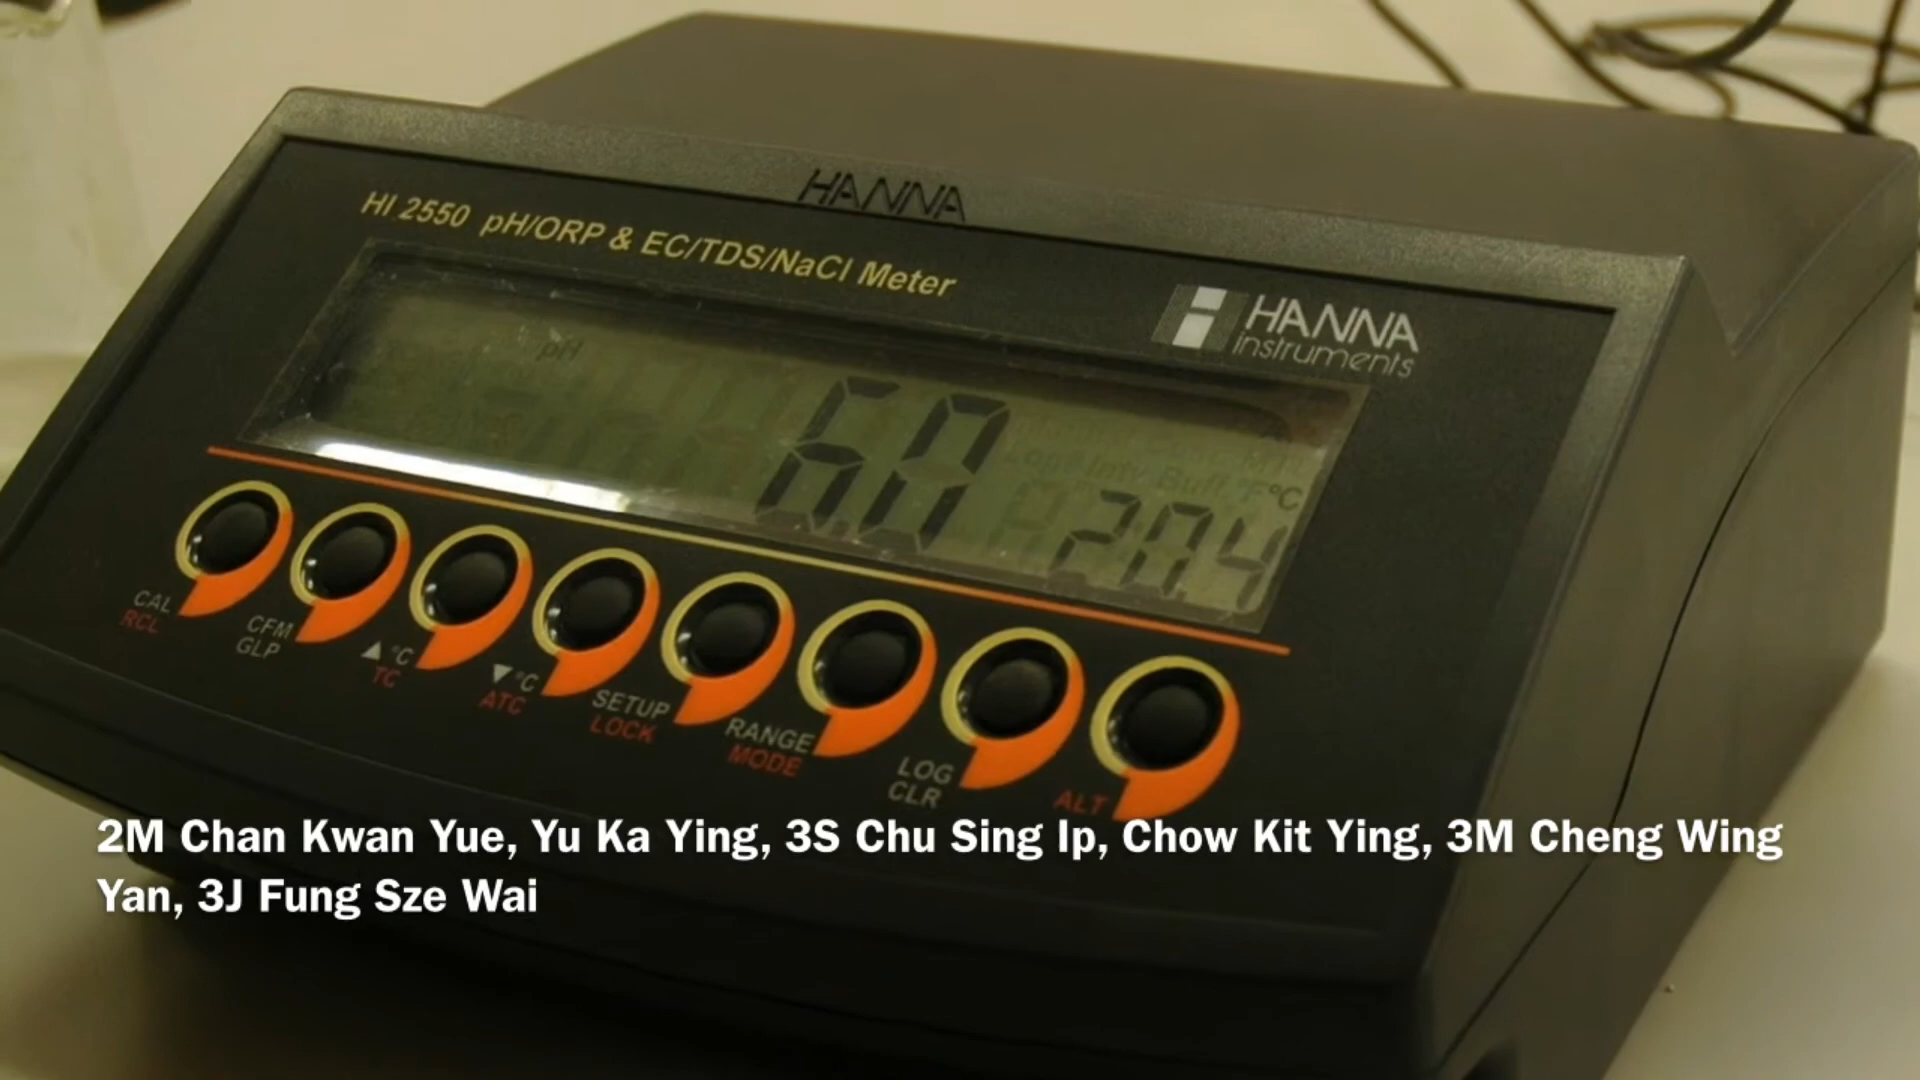 HANNA
HI 2550 pH/ORP & EC/TDS/NaCl Meter
HANNA
instruments
pH
6.0
°C
20.4
CAL
RCL
CFM
GLP
▲°C
TC
▼°C
ATC
SETUP
LOCK
RANGE
MODE
LOG
CLR
ALT
2M Chan Kwan Yue, Yu Ka Ying, 3S Chu Sing Ip, Chow Kit Ying, 3M Cheng Wing
Yan, 3J Fung Sze Wai